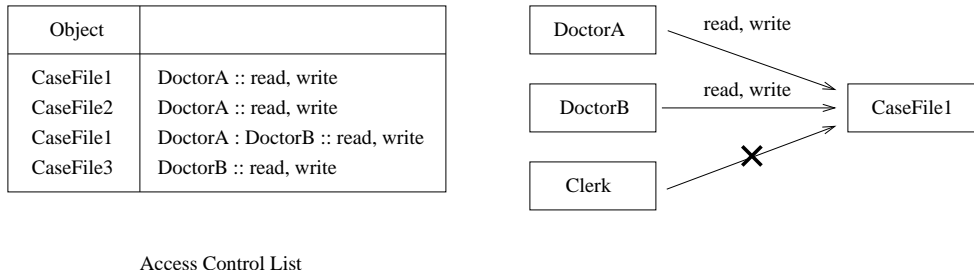 Object
CaseFile1 DoctorA :: read, write
CaseFile2 DoctorA :: read, write
CaseFile1 DoctorA : DoctorB :: read, write
CaseFile3 DoctorB :: read, write
Access Control List
DoctorA
read, write
DoctorB
read, write
CaseFile1
Clerk